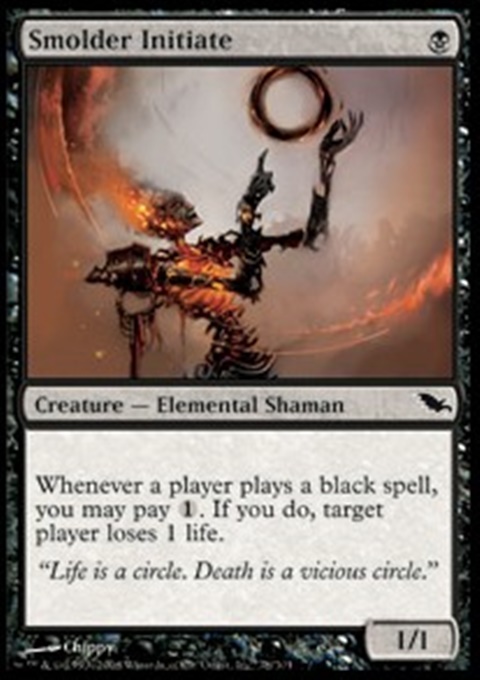 Smolder Initiate
Creature — Elemental Shaman
Whenever a player plays a black spell,
you may pay 1. If you do, target
player loses 1 life.
“Life is a circle. Death is a vicious circle.”
1/1
Chippy